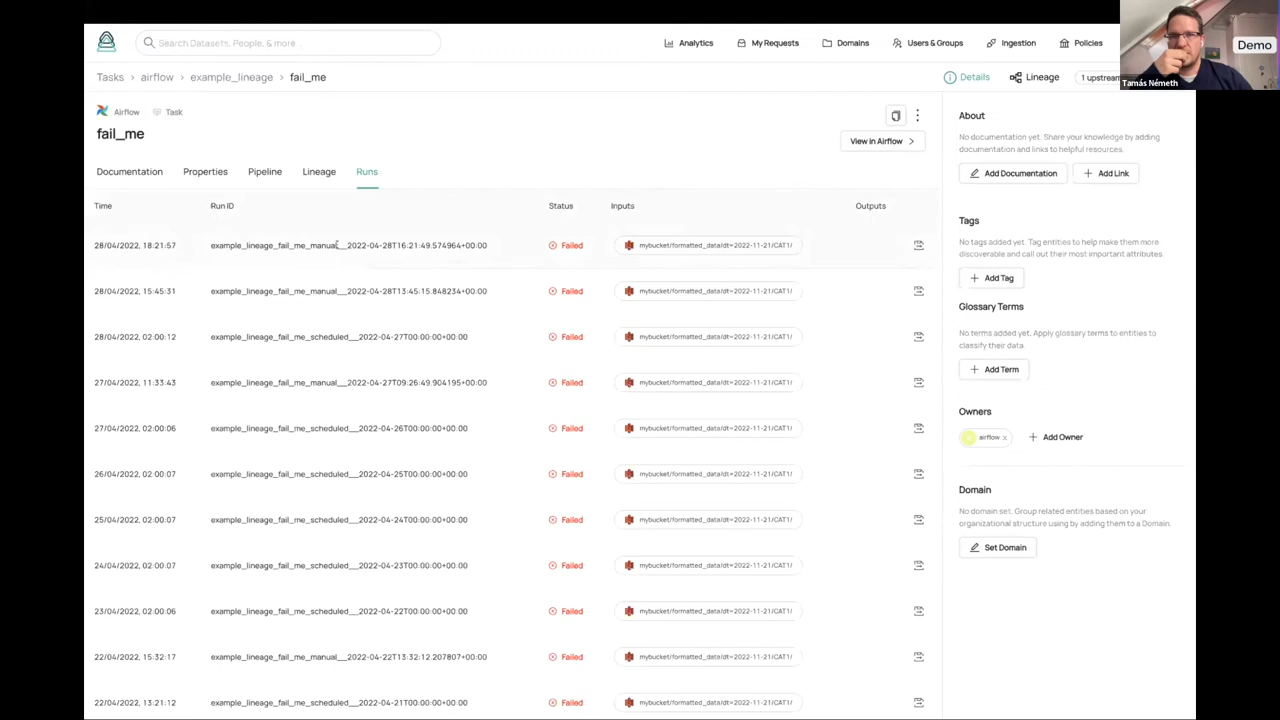 Search Datasets, People, & more...
Analytics
My Requests
Domains
Users & Groups
Ingestion
Policies
Demo
Tamás Németh
Tasks > airflow > example_lineage > fail_me
Details
Lineage
1 upstream
Airflow
Task
fail_me
View in Airflow >
Documentation Properties Pipeline Lineage Runs
Time Run ID Status Inputs Outputs
28/04/2022, 18:21:57 example_lineage_fail_me_manual__2022-04-28T16:21:49.574964+00:00 Failed mybucket/formatted_data/dt=2022-11-21/CAT1/
28/04/2022, 15:45:31 example_lineage_fail_me_manual__2022-04-28T13:45:15.848234+00:00 Failed mybucket/formatted_data/dt=2022-11-21/CAT1/
28/04/2022, 02:00:12 example_lineage_fail_me_scheduled__2022-04-27T00:00:00+00:00 Failed mybucket/formatted_data/dt=2022-11-21/CAT1/
27/04/2022, 11:33:43 example_lineage_fail_me_manual__2022-04-27T09:26:49.904195+00:00 Failed mybucket/formatted_data/dt=2022-11-21/CAT1/
27/04/2022, 02:00:06 example_lineage_fail_me_scheduled__2022-04-26T00:00:00+00:00 Failed mybucket/formatted_data/dt=2022-11-21/CAT1/
26/04/2022, 02:00:07 example_lineage_fail_me_scheduled__2022-04-25T00:00:00+00:00 Failed mybucket/formatted_data/dt=2022-11-21/CAT1/
25/04/2022, 02:00:07 example_lineage_fail_me_scheduled__2022-04-24T00:00:00+00:00 Failed mybucket/formatted_data/dt=2022-11-21/CAT1/
24/04/2022, 02:00:07 example_lineage_fail_me_scheduled__2022-04-23T00:00:00+00:00 Failed mybucket/formatted_data/dt=2022-11-21/CAT1/
23/04/2022, 02:00:06 example_lineage_fail_me_scheduled__2022-04-22T00:00:00+00:00 Failed mybucket/formatted_data/dt=2022-11-21/CAT1/
22/04/2022, 15:32:17 example_lineage_fail_me_manual__2022-04-22T13:32:12.207807+00:00 Failed mybucket/formatted_data/dt=2022-11-21/CAT1/
22/04/2022, 13:21:12 example_lineage_fail_me_scheduled__2022-04-21T00:00:00+00:00 Failed mybucket/formatted_data/dt=2022-11-21/CAT1/
About
No documentation yet. Share your knowledge by adding
documentation and links to helpful resources.
Add Documentation
+ Add Link
Tags
No tags added yet. Tag entities to help make them more
discoverable and call out their most important attributes.
+ Add Tag
Glossary Terms
No terms added yet. Apply glossary terms to entities to
classify their data.
+ Add Term
Owners
airflow × + Add Owner
Domain
No domain set. Group related entities based on your
organizational structure using by adding them to a Domain.
Set Domain